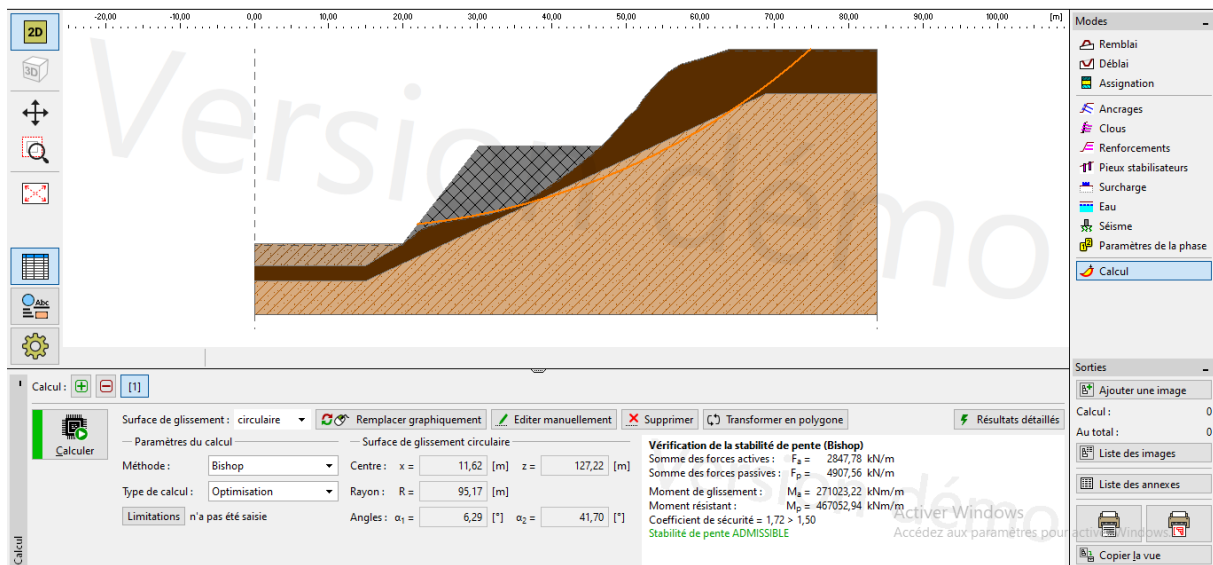 -20,00 -10,00 0,00 10,00 20,00 30,00 40,00 50,00 60,00 70,00 80,00 90,00 100,00 [m]
2D
3D
Version démo
Modes
Remblai
Déblai
Assignation
Ancrages
Clous
Renforcements
Pieux stabilisateurs
Surcharge
Eau
Séisme
Paramètres de la phase
Calcul
Abc
Calcul : [1]
Calculer
Surface de glissement : circulaire Remplacer graphiquement Editer manuellement Supprimer Transformer en polygone Résultats détaillés
Paramètres du calcul
Méthode : Bishop
Type de calcul : Optimisation
Limitations n'a pas été saisie
Surface de glissement circulaire
Centre : x = 11,62 [m] z = 127,22 [m]
Rayon : R = 95,17 [m]
Angles : α1 = 6,29 [°] α2 = 41,70 [°]
Vérification de la stabilité de pente (Bishop)
Somme des forces actives : Fa = 2847,78 kN/m
Somme des forces passives : Fp = 4907,56 kN/m
Moment de glissement : Ma = 271023,22 kNm/m
Moment résistant : Mp = 467052,94 kNm/m
Coefficient de sécurité = 1,72 > 1,50
Stabilité de pente ADMISSIBLE
version démo
Activer Windows
Accédez aux paramètres pour activer Windows.
Calcul
Sorties
Ajouter une image
Calcul : 0
Au total : 0
Liste des images
Liste des annexes
Copier la vue